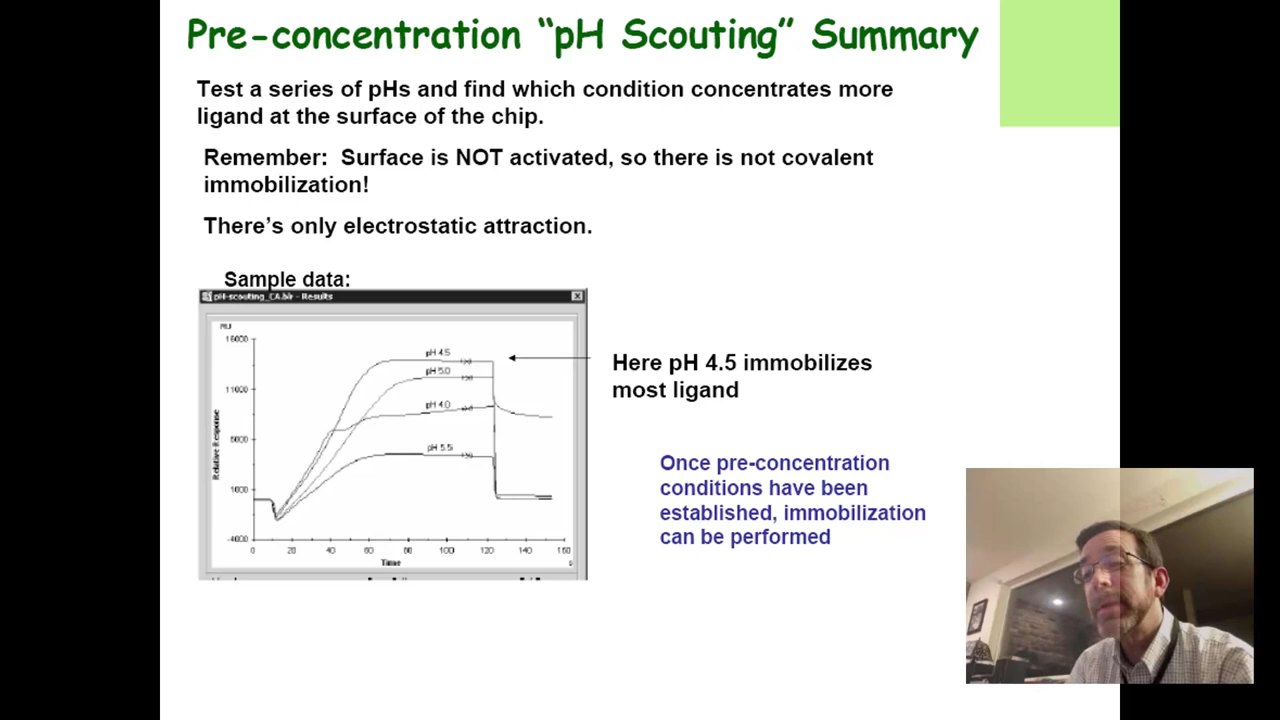 Pre-concentration “pH Scouting” Summary
Test a series of pHs and find which condition concentrates more
ligand at the surface of the chip.
Remember: Surface is NOT activated, so there is not covalent
immobilization!
There’s only electrostatic attraction.
Sample data:
pH-scouting_CA.blr - Results
RU
16000
11000
6000
1000
-4000
Relative Response
pH 4.5
pH 5.0
pH 4.0
pH 5.5
0 20 40 60 80 100 120 140 160
Time
s
Here pH 4.5 immobilizes
most ligand
Once pre-concentration
conditions have been
established, immobilization
can be performed